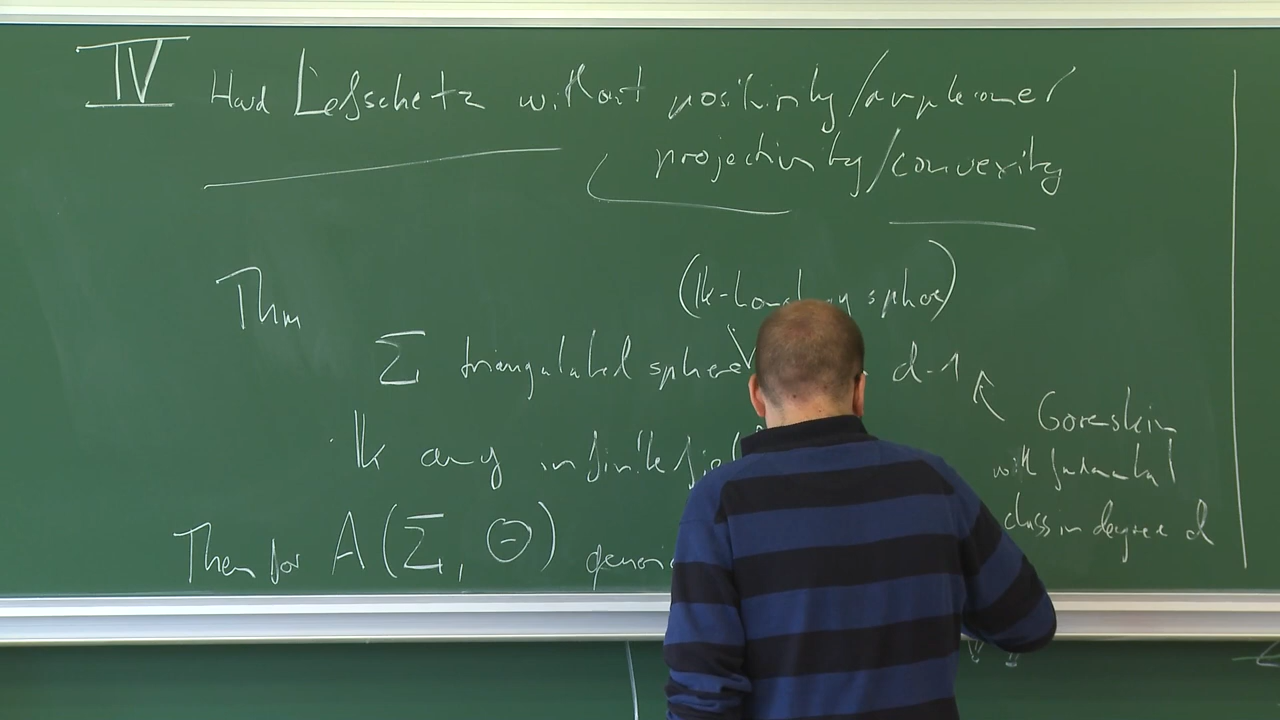 IV Hard Lefschetz without positivity/ampleness/
projectivity/convexity
Thm (k-homology sphere)
Σ triangulated sphere d-1
k any infinite field
Gorenstein
with fundamental
class in degree d
Then for A(Σ, Θ) generic